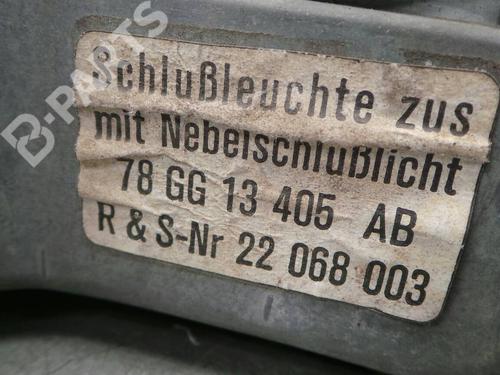 B-PARTS
Schlußleuchte zus
mit Nebelschlußlicht
78 GG 13 405 AB
R & S-Nr 22 068 003